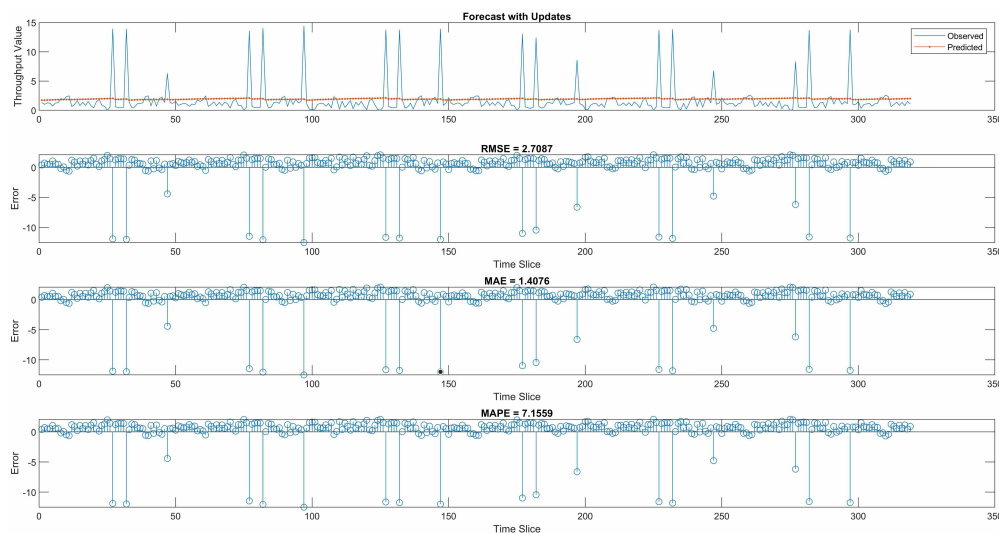 Forecast with Updates
Throughput Value
15
10
5
0
0 50 100 150 200 250 300 350
Observed
Predicted
RMSE = 2.7087
Error
0
-5
-10
0 50 100 150 200 250 300 350
Time Slice
MAE = 1.4076
Error
0
-5
-10
0 50 100 150 200 250 300 350
Time Slice
MAPE = 7.1559
Error
0
-5
-10
0 50 100 150 200 250 300 350
Time Slice